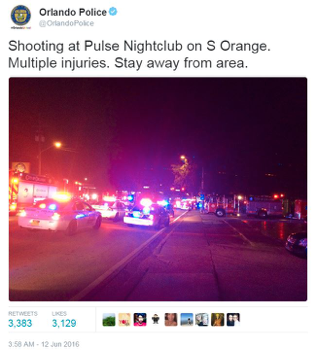 Orlando Police
@OrlandoPolice
Shooting at Pulse Nightclub on S Orange.
Multiple injuries. Stay away from area.
RETWEETS LIKES
3,383 3,129
3:58 AM - 12 Jun 2016